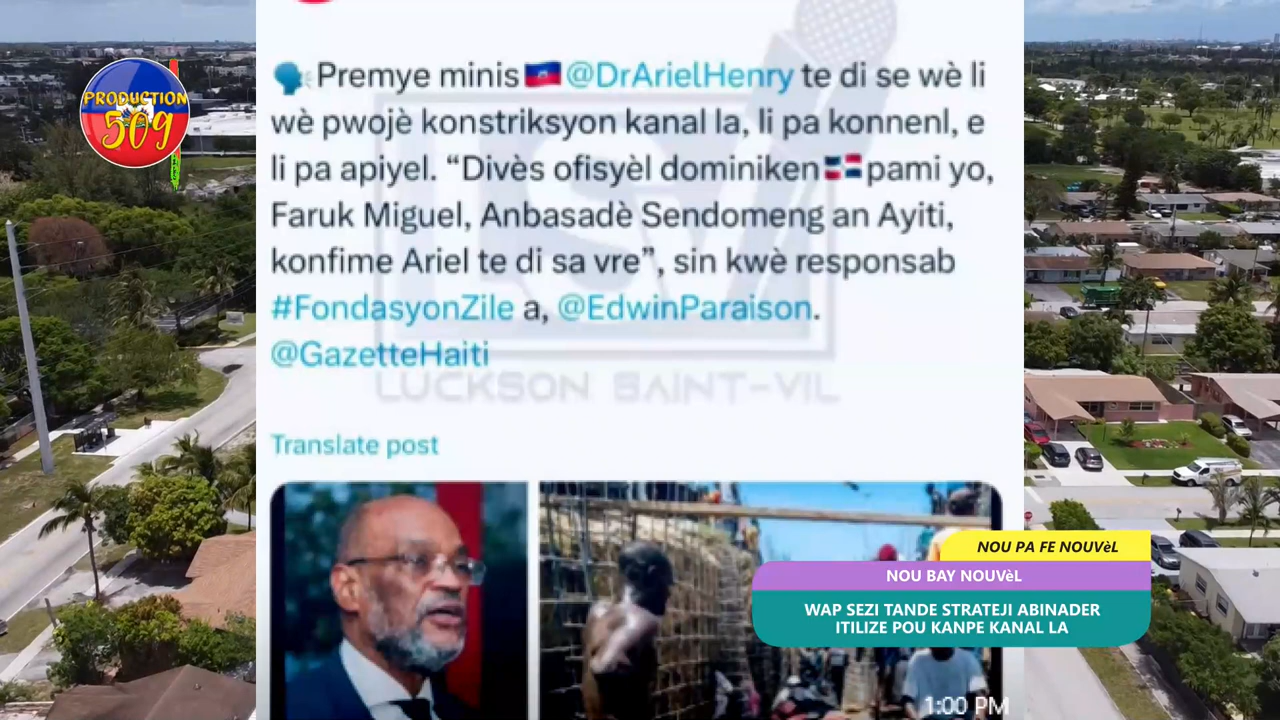 PRODUCTION
509
🗣️Premye minis🇭🇹@DrArielHenry te di se wè li
wè pwojè konstriksyon kanal la, li pa konnenl, e
li pa apiyel. “Divès ofisyèl dominiken🇩🇴pami yo,
Faruk Miguel, Anbasadè Sendomeng an Ayiti,
konfime Ariel te di sa vre”, sin kwè responsab
#FondasyonZile a, @EdwinParaison.
@GazetteHaiti
LUCKSON SAINT-VIL
Translate post
NOU PA FE NOUVèL
NOU BAY NOUVèL
WAP SEZI TANDE STRATEJI ABINADER
ITILIZE POU KANPE KANAL LA
1:00 PM